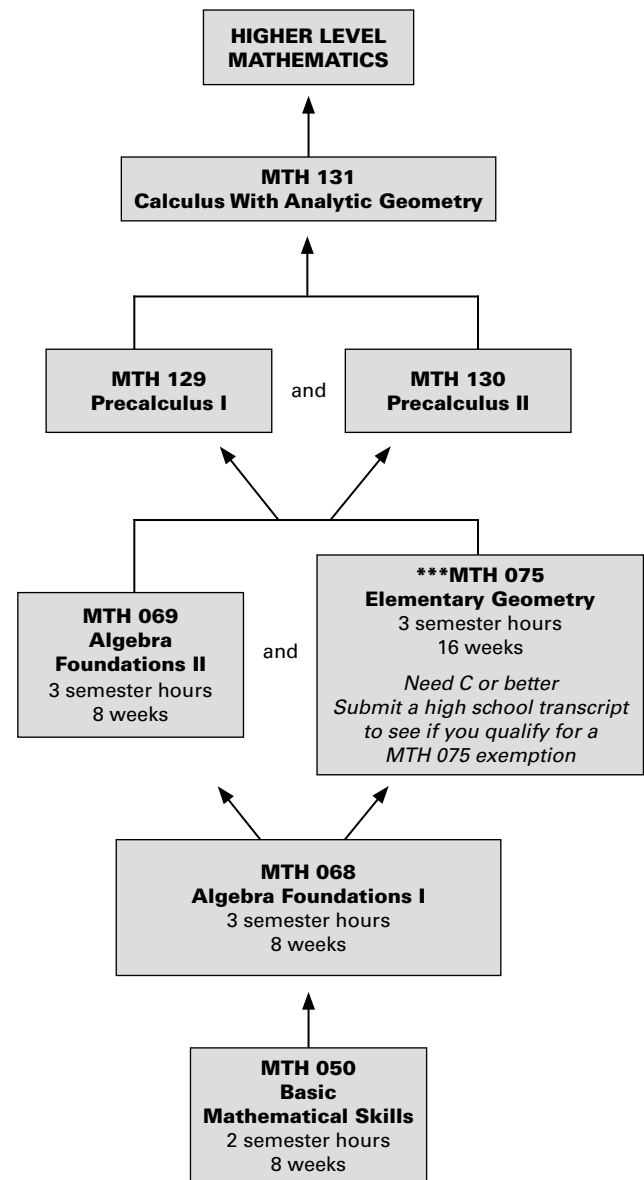 HIGHER LEVEL
MATHEMATICS
MTH 131
Calculus With Analytic Geometry
MTH 129
Precalculus I
and
MTH 130
Precalculus II
MTH 069
Algebra
Foundations II
3 semester hours
8 weeks
and
***MTH 075
Elementary Geometry
3 semester hours
16 weeks
Need C or better
Submit a high school transcript
to see if you qualify for a
MTH 075 exemption
MTH 068
Algebra Foundations I
3 semester hours
8 weeks
MTH 050
Basic
Mathematical Skills
2 semester hours
8 weeks